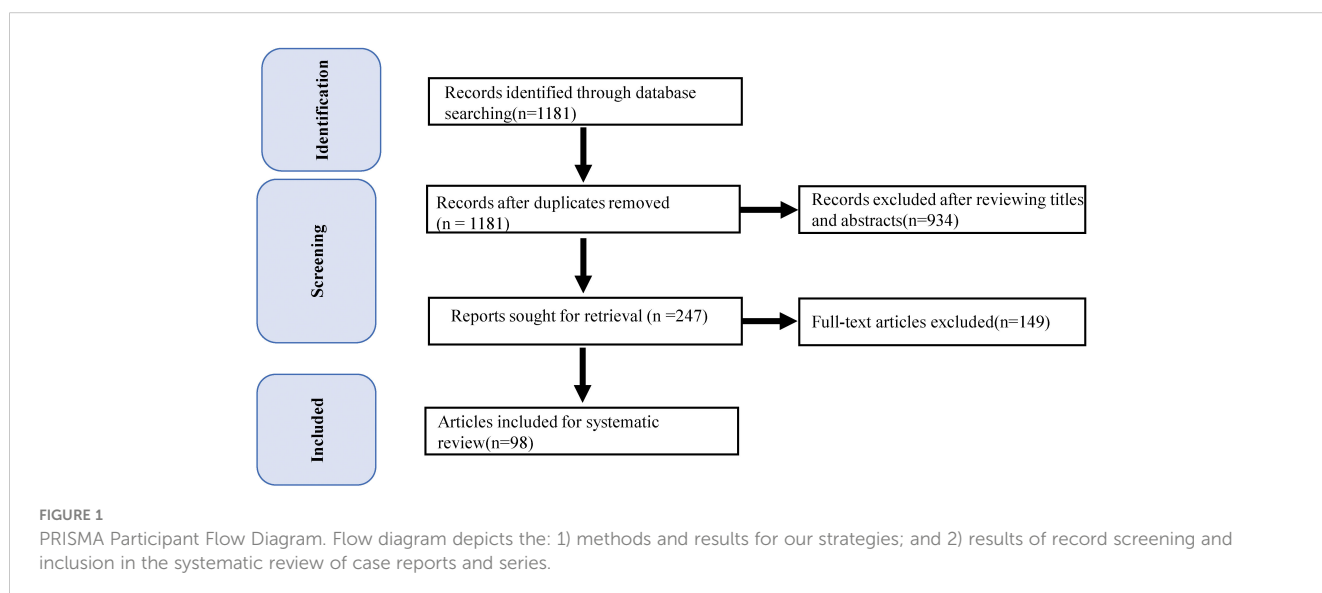 Identification
Records identified through database
searching(n=1181)
Screening
Records after duplicates removed
(n = 1181)
Records excluded after reviewing titles
and abstracts(n=934)
Reports sought for retrieval (n =247)
Full-text articles excluded(n=149)
Included
Articles included for systematic
review(n=98)
FIGURE 1
PRISMA Participant Flow Diagram. Flow diagram depicts the: 1) methods and results for our strategies; and 2) results of record screening and
inclusion in the systematic review of case reports and series.